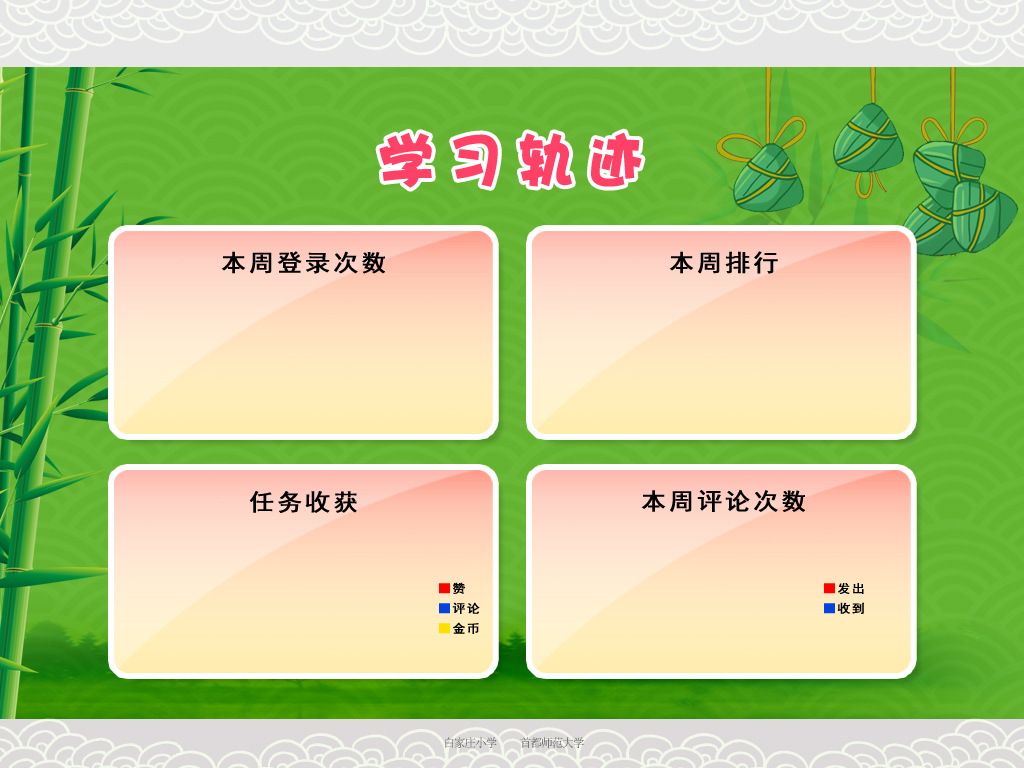 学习轨迹
本周登录次数
本周排行
任务收获
赞
评论
金币
本周评论次数
发出
收到
白家庄小学 首都师范大学